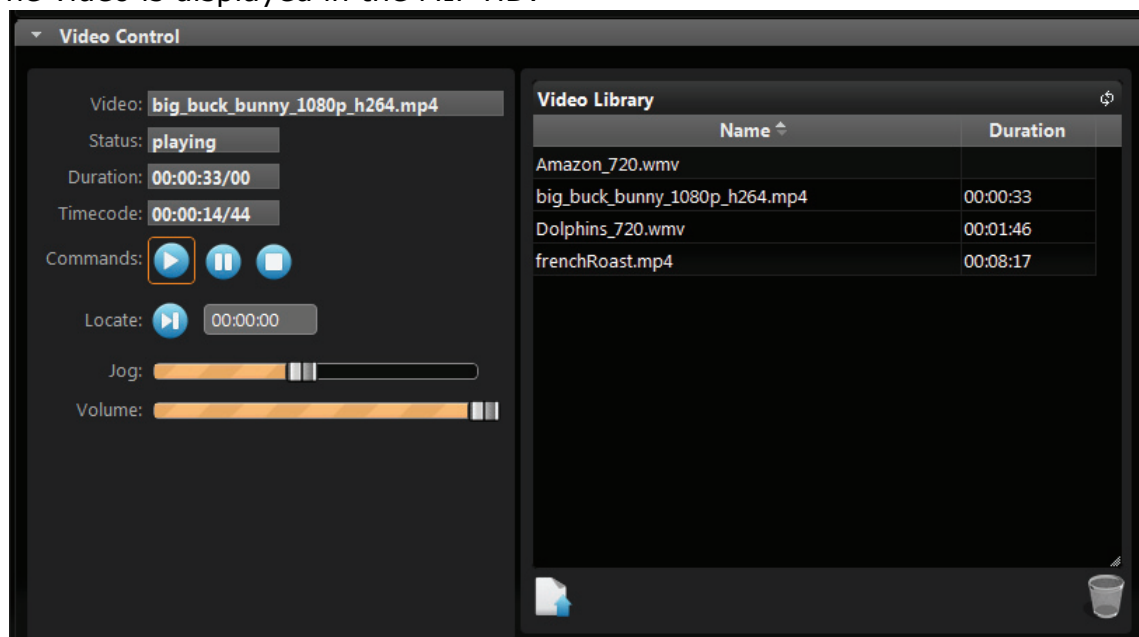 Video Control
Video: big_buck_bunny_1080p_h264.mp4
Status: playing
Duration: 00:00:33/00
Timecode: 00:00:14/44
Commands:
Locate: 00:00:00
Jog:
Volume:
Video Library
Name Duration
Amazon_720.wmv
big_buck_bunny_1080p_h264.mp4 00:00:33
Dolphins_720.wmv 00:01:46
frenchRoast.mp4 00:08:17